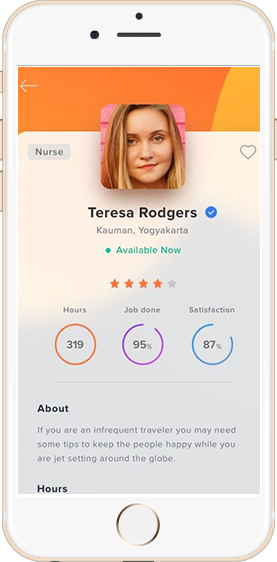 Nurse
Teresa Rodgers
Kauman, Yogyakarta
Available Now
Hours Job done Satisfaction
319 95% 87%
About
If you are an infrequent traveler you may need
some tips to keep the people happy while you
are jet setting around the globe.
Hours